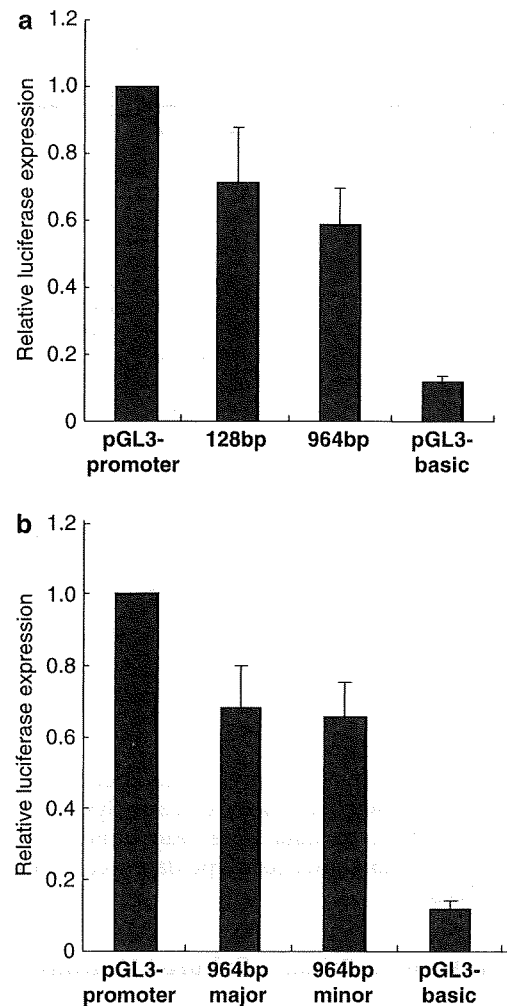 a
Relative luciferase expression
1.2
1.0
0.8
0.6
0.4
0.2
0
pGL3-
promoter
128bp
964bp
pGL3-
basic
b
Relative luciferase expression
1.2
1.0
0.8
0.6
0.4
0.2
0
pGL3-
promoter
964bp
major
964bp
minor
pGL3-
basic